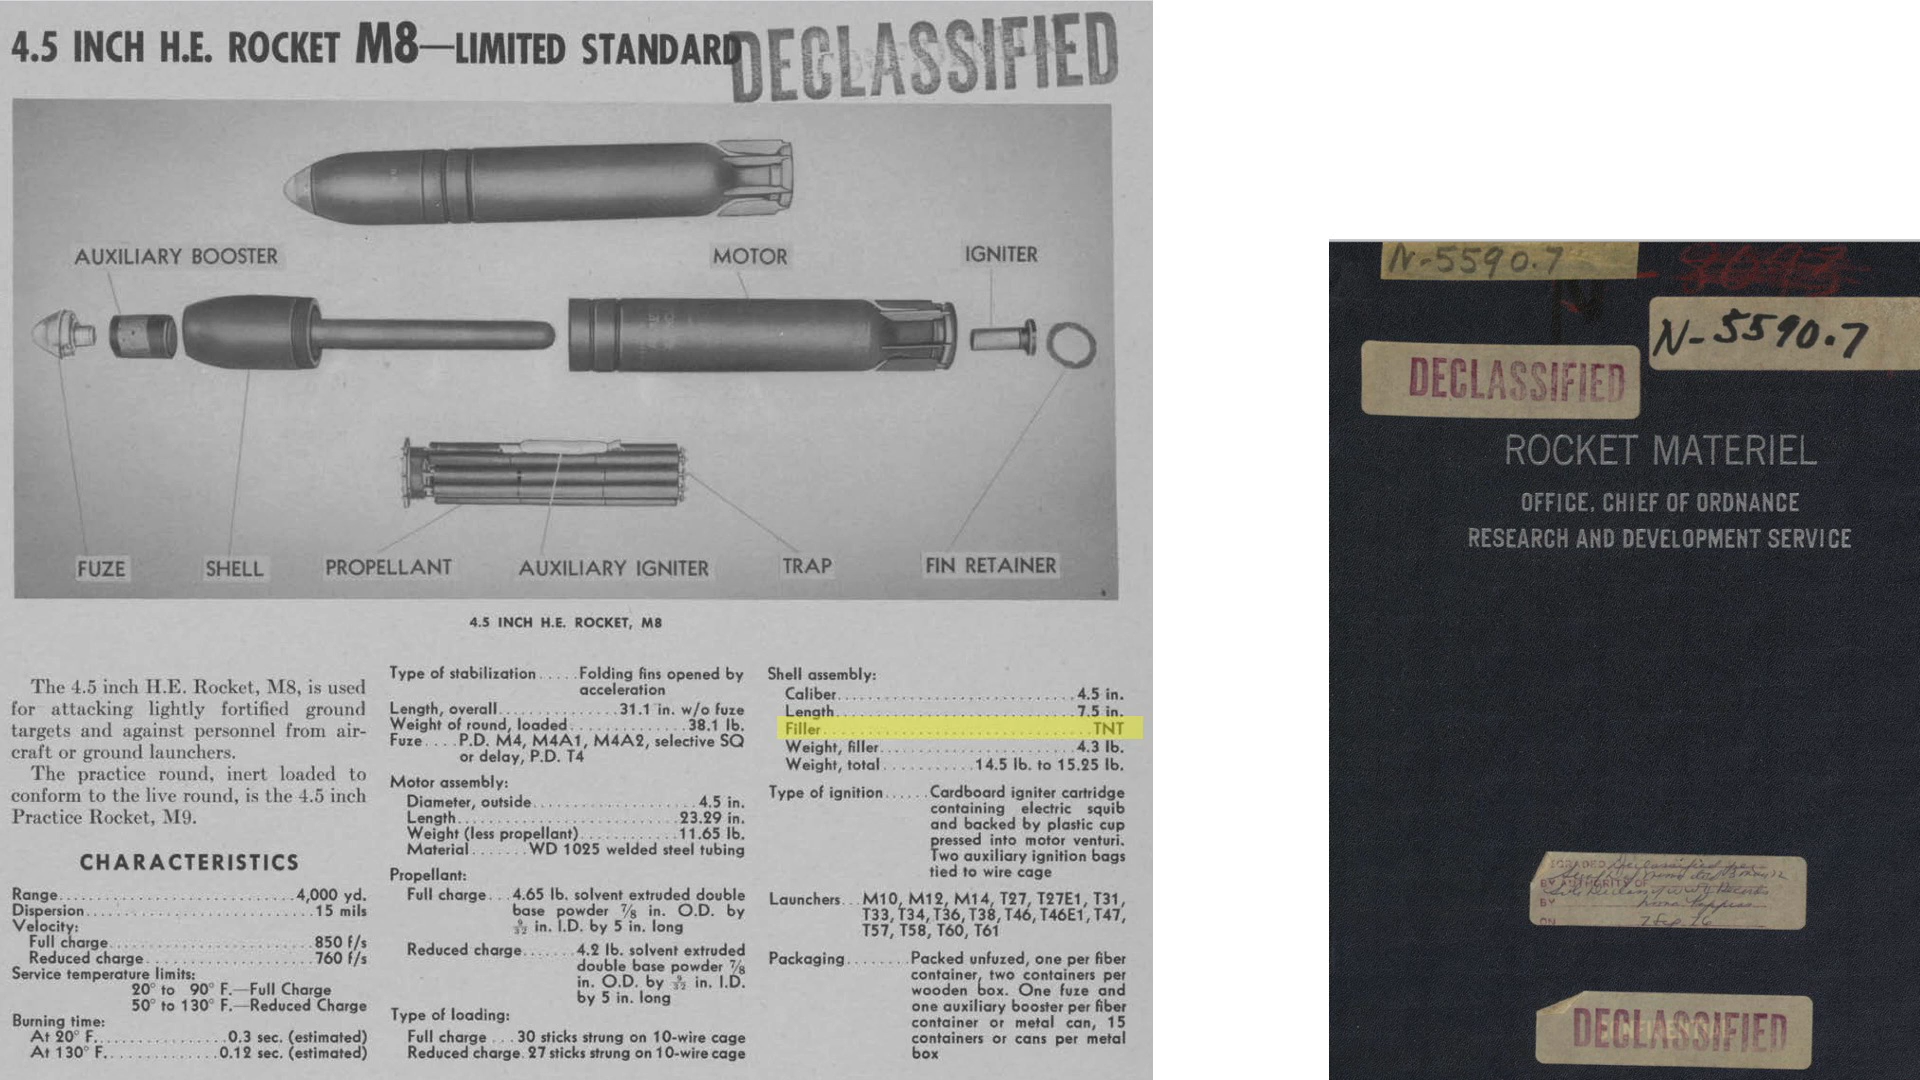 4.5 INCH H.E. ROCKET M8—LIMITED STANDARD
DECLASSIFIED
AUXILIARY BOOSTER
MOTOR
IGNITER
FUZE
SHELL
PROPELLANT
AUXILIARY IGNITER
TRAP
FIN RETAINER
4.5 INCH H.E. ROCKET, M8
The 4.5 inch H.E. Rocket, M8, is used
for attacking lightly fortified ground
targets and against personnel from air-
craft or ground launchers.
The practice round, inert loaded to
conform to the live round, is the 4.5 inch
Practice Rocket, M9.
CHARACTERISTICS
Range 4,000 yd.
Dispersion 15 mils
Velocity:
Full charge 850 f/s
Reduced charge 760 f/s
Service temperature limits:
20° to 90° F.—Full Charge
50° to 130° F.—Reduced Charge
Burning time:
At 20° F. 0.3 sec. (estimated)
At 130° F. 0.12 sec. (estimated)
Type of stabilization Folding fins opened by
acceleration
Length, overall 31.1 in. w/o fuze
Weight of round, loaded 38.1 lb.
Fuze P.D. M4, M4A1, M4A2, selective SQ
or delay, P.D. T4
Motor assembly:
Diameter, outside 4.5 in.
Length 23.29 in.
Weight (less propellant) 11.65 lb.
Material WD 1025 welded steel tubing
Propellant:
Full charge 4.65 lb. solvent extruded double
base powder 7/8 in. O.D. by
9/32 in. I.D. by 5 in. long
Reduced charge 4.2 lb. solvent extruded
double base powder 7/8
in. O.D. by 9/32 in. I.D.
by 5 in. long
Type of loading:
Full charge 30 sticks strung on 10-wire cage
Reduced charge 27 sticks strung on 10-wire cage
Shell assembly:
Caliber 4.5 in.
Length 7.5 in.
Filler TNT
Weight, filler 4.3 lb.
Weight, total 14.5 lb. to 15.25 lb.
Type of ignition Cardboard igniter cartridge
containing electric squib
and backed by plastic cup
pressed into motor venturi.
Two auxiliary ignition bags
tied to wire cage
Launchers M10, M12, M14, T27, T27E1, T31,
T33, T34, T36, T38, T46, T46E1, T47,
T57, T58, T60, T61
Packaging Packed unfuzed, one per fiber
container, two containers per
wooden box. One fuze and
one auxiliary booster per fiber
container or metal can, 15
containers or cans per metal
box
N-5590.7
N-5590.7
DECLASSIFIED
ROCKET MATERIEL
OFFICE, CHIEF OF ORDNANCE
RESEARCH AND DEVELOPMENT SERVICE
BY AUTHORITY OF
BY
ON
DECLASSIFIED